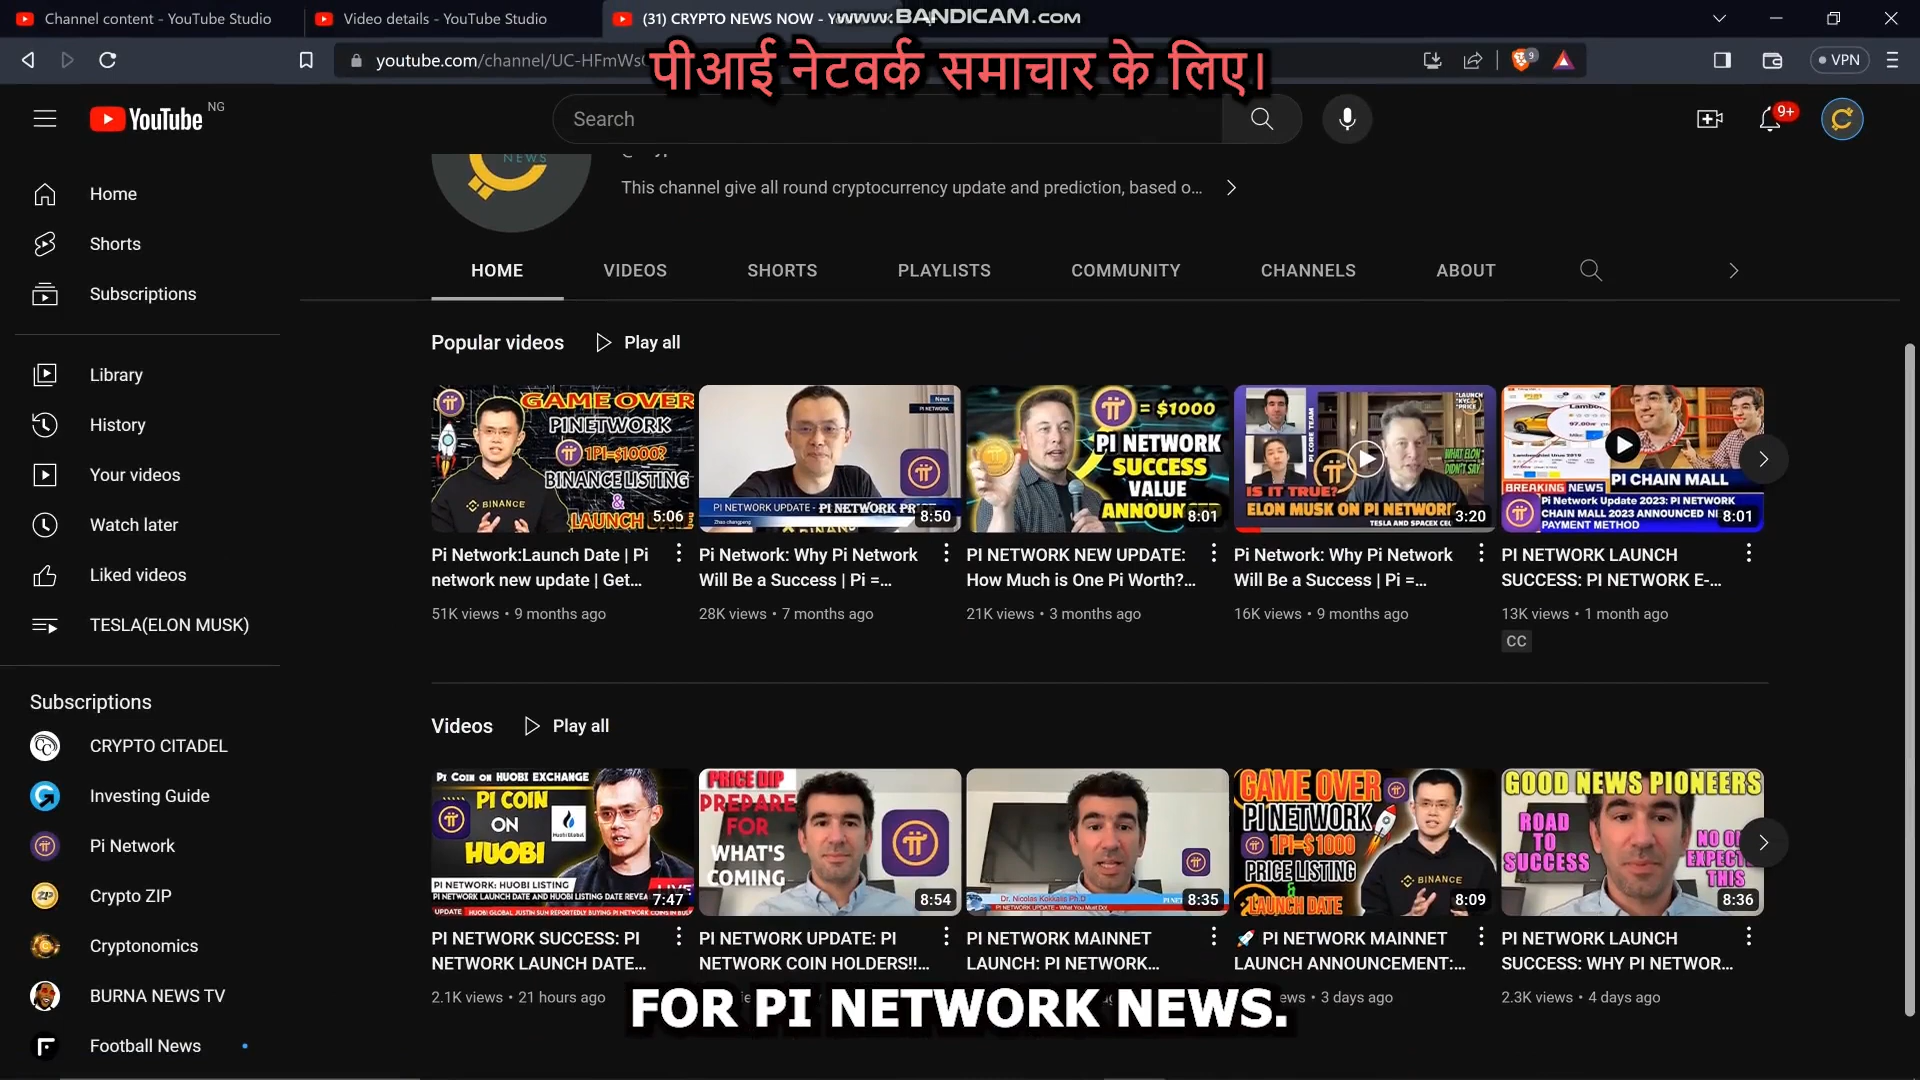 Channel content - YouTube Studio
Video details - YouTube Studio
(31) CRYPTO NEWS NOW -
www.BANDICAM.com
youtube.com/channel/UC-HFmWs
9
VPN
पीआई नेटवर्क समाचार के लिए।
YouTube NG
Search
9+
NEWS
This channel give all round cryptocurrency update and prediction, based o...
Home
Shorts
Subscriptions
Library
History
Your videos
Watch later
Liked videos
TESLA(ELON MUSK)
Subscriptions
CRYPTO CITADEL
Investing Guide
Pi Network
Crypto ZIP
Cryptonomics
BURNA NEWS TV
Football News
HOME
VIDEOS
SHORTS
PLAYLISTS
COMMUNITY
CHANNELS
ABOUT
Popular videos
Play all
GAME OVER
PINETWORK
1PI=$1000?
BINANCE LISTING
&
LAUNCH
BINANCE
5:06
Pi Network:Launch Date | Pi
network new update | Get...
51K views • 9 months ago
News
PI NETWORK
PI NETWORK UPDATE - PI NETWORK PR
8:50
Pi Network: Why Pi Network
Will Be a Success | Pi =...
28K views • 7 months ago
= $1000
PI NETWORK
SUCCESS
VALUE
ANNOUN
8:01
PI NETWORK NEW UPDATE:
How Much is One Pi Worth?...
21K views • 3 months ago
PI CORE TEAM
WHAT ELON
DIDN'T SAY
IS IT TRUE?
ELON MUSK ON PI NETWORK
TESLA AND SPACEX CEO
3:20
Pi Network: Why Pi Network
Will Be a Success | Pi =...
16K views • 9 months ago
PI CHAIN MALL
BREAKING NEWS
Pi Network Update 2023: PI NETWORK
CHAIN MALL 2023 ANNOUNCED
PAYMENT METHOD
8:01
PI NETWORK LAUNCH
SUCCESS: PI NETWORK E-...
13K views • 1 month ago
CC
Videos
Play all
PI COIN ON HUOBI EXCHANGE
PI COIN
ON
HUOBI
Huobi Global
PI NETWORK: HUOBI LISTING
PI NETWORK LAUNCH DATE AND HUOBI LISTING DATE REVEA
UPDATE HUOBI GLOBAL JUSTIN SUN REPORTEDLY BUYING PI NETWORK COINS IN BULK
7:47
PI NETWORK SUCCESS: PI
NETWORK LAUNCH DATE...
2.1K views • 21 hours ago
PRICE DIP
PREPARE
FOR
WHAT'S
COMING
8:54
PI NETWORK UPDATE: PI
NETWORK COIN HOLDERS!!...
Dr. Nicolas Kokkalis Ph.D
PI NETWORK UPDATE - What You Must Do!
8:35
PI NETWORK MAINNET
LAUNCH: PI NETWORK...
GAME OVER
PI NETWORK
1PI=$1000
PRICE LISTING
&
LAUNCH DATE
BINANCE
8:09
PI NETWORK MAINNET
LAUNCH ANNOUNCEMENT:...
ews • 3 days ago
GOOD NEWS PIONEERS
ROAD
TO
SUCCESS
NO ON
EXPECT
THIS
8:36
PI NETWORK LAUNCH
SUCCESS: WHY PI NETWOR...
2.3K views • 4 days ago
FOR PI NETWORK NEWS.